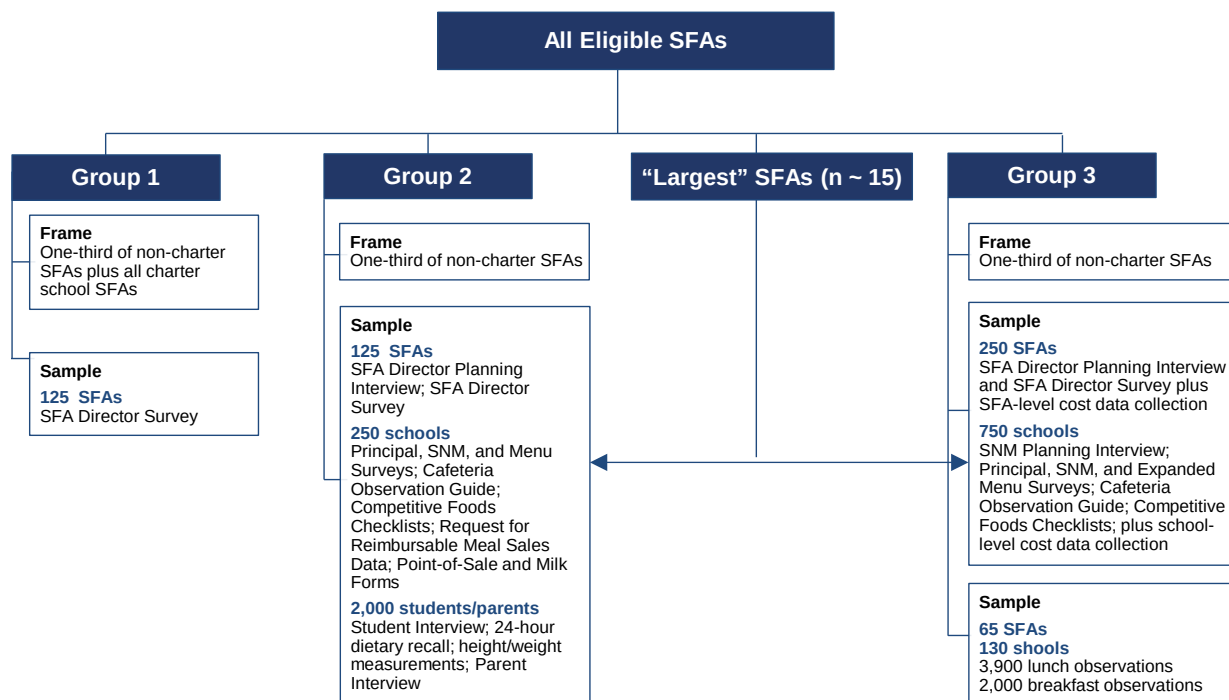 All Eligible SFAs
Group 1
Frame
One-third of non-charter
SFAs plus all charter
school SFAs
Sample
125 SFAs
SFA Director Survey
Group 2
Frame
One-third of non-charter SFAs
Sample
125 SFAs
SFA Director Planning
Interview; SFA Director
Survey
250 schools
Principal, SNM, and Menu
Surveys; Cafeteria
Observation Guide;
Competitive Foods
Checklists; Request for
Reimbursable Meal Sales
Data; Point-of-Sale and Milk
Forms
2,000 students/parents
Student Interview; 24-hour
dietary recall; height/weight
measurements; Parent
Interview
“Largest” SFAs (n ~ 15)
Group 3
Frame
One-third of non-charter SFAs
Sample
250 SFAs
SFA Director Planning Interview
and SFA Director Survey plus
SFA-level cost data collection
750 schools
SNM Planning Interview;
Principal, SNM, and Expanded
Menu Surveys; Cafeteria
Observation Guide; Competitive
Foods Checklists; plus school-
level cost data collection
Sample
65 SFAs
130 shools
3,900 lunch observations
2,000 breakfast observations